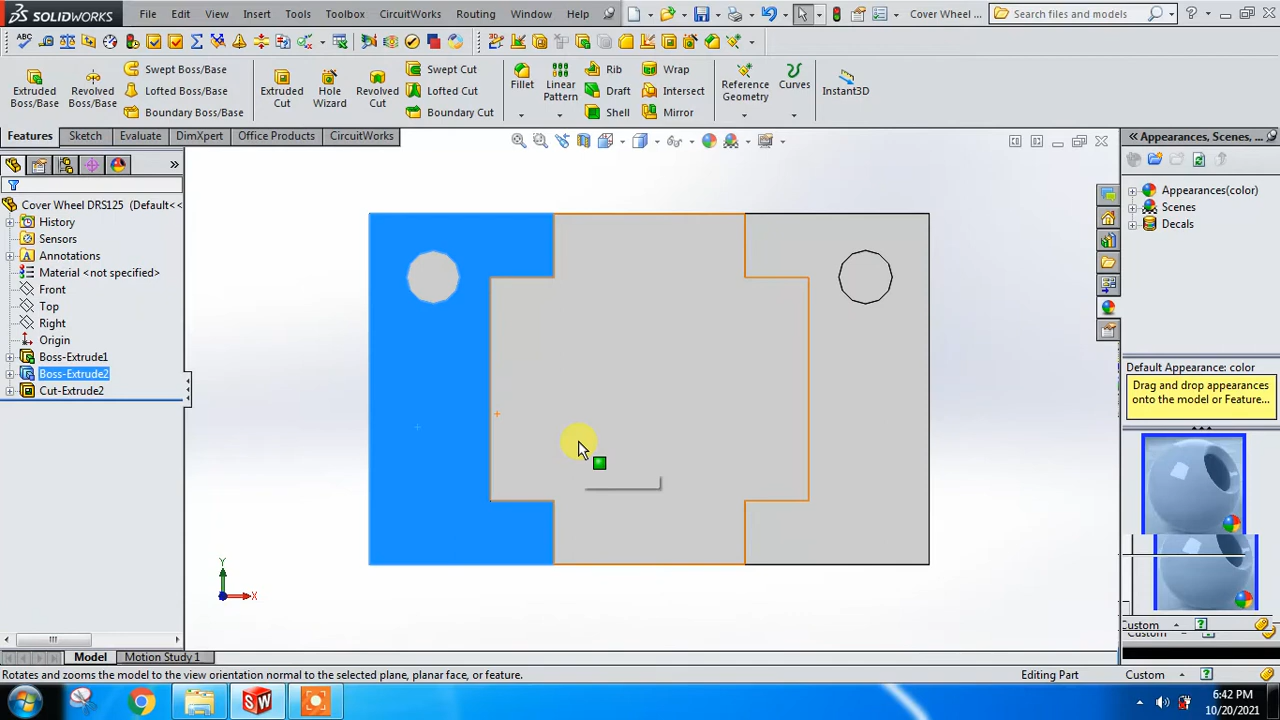 SOLIDWORKS
File Edit View Insert Tools Toolbox CircuitWorks Routing Window Help
Cover Wheel ...
Search files and models
Extruded Boss/Base
Revolved Boss/Base
Swept Boss/Base
Lofted Boss/Base
Boundary Boss/Base
Extruded Cut
Hole Wizard
Revolved Cut
Swept Cut
Lofted Cut
Boundary Cut
Fillet
Linear Pattern
Rib
Draft
Shell
Wrap
Intersect
Mirror
Reference Geometry
Curves
Instant3D
Features Sketch Evaluate DimXpert Office Products CircuitWorks
Cover Wheel DRS125 (Default<<
History
Sensors
Annotations
Material <not specified>
Front
Top
Right
Origin
Boss-Extrude1
Boss-Extrude2
Cut-Extrude2
Y
X
Appearances, Scenes,
Appearances(color)
Scenes
Decals
Default Appearance: color
Drag and drop appearances
onto the model or Feature...
Custom
Model Motion Study 1
Rotates and zooms the model to the view orientation normal to the selected plane, planar face, or feature.
Editing Part
Custom
SW
6:42 PM
10/20/2021